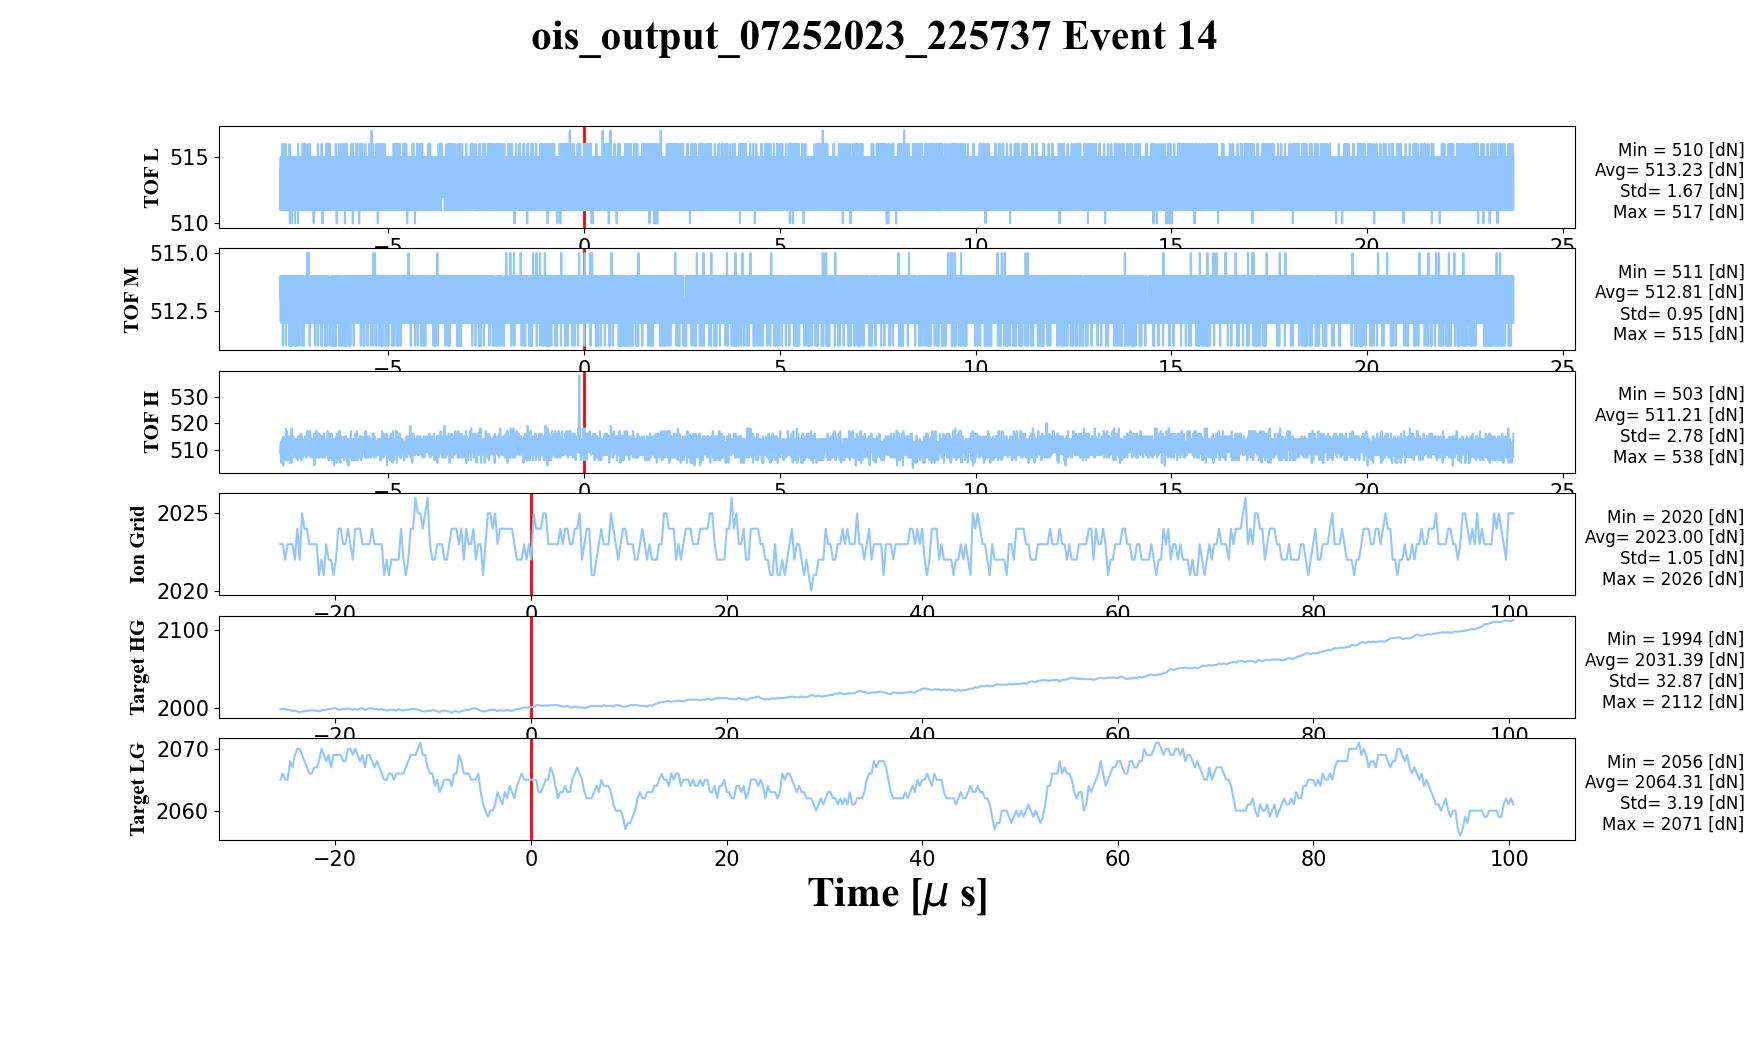 ois_output_07252023_225737 Event 14
TOF L
515
510
−5 0 5 10 15 20 25
Min = 510 [dN]
Avg= 513.23 [dN]
Std= 1.67 [dN]
Max = 517 [dN]
TOF M
515.0
512.5
−5 0 5 10 15 20 25
Min = 511 [dN]
Avg= 512.81 [dN]
Std= 0.95 [dN]
Max = 515 [dN]
TOF H
530
520
510
−5 0 5 10 15 20 25
Min = 503 [dN]
Avg= 511.21 [dN]
Std= 2.78 [dN]
Max = 538 [dN]
Ion Grid
2025
2020
−20 0 20 40 60 80 100
Min = 2020 [dN]
Avg= 2023.00 [dN]
Std= 1.05 [dN]
Max = 2026 [dN]
Target HG
2100
2000
−20 0 20 40 60 80 100
Min = 1994 [dN]
Avg= 2031.39 [dN]
Std= 32.87 [dN]
Max = 2112 [dN]
Target LG
2070
2060
−20 0 20 40 60 80 100
Min = 2056 [dN]
Avg= 2064.31 [dN]
Std= 3.19 [dN]
Max = 2071 [dN]
Time [μ s]